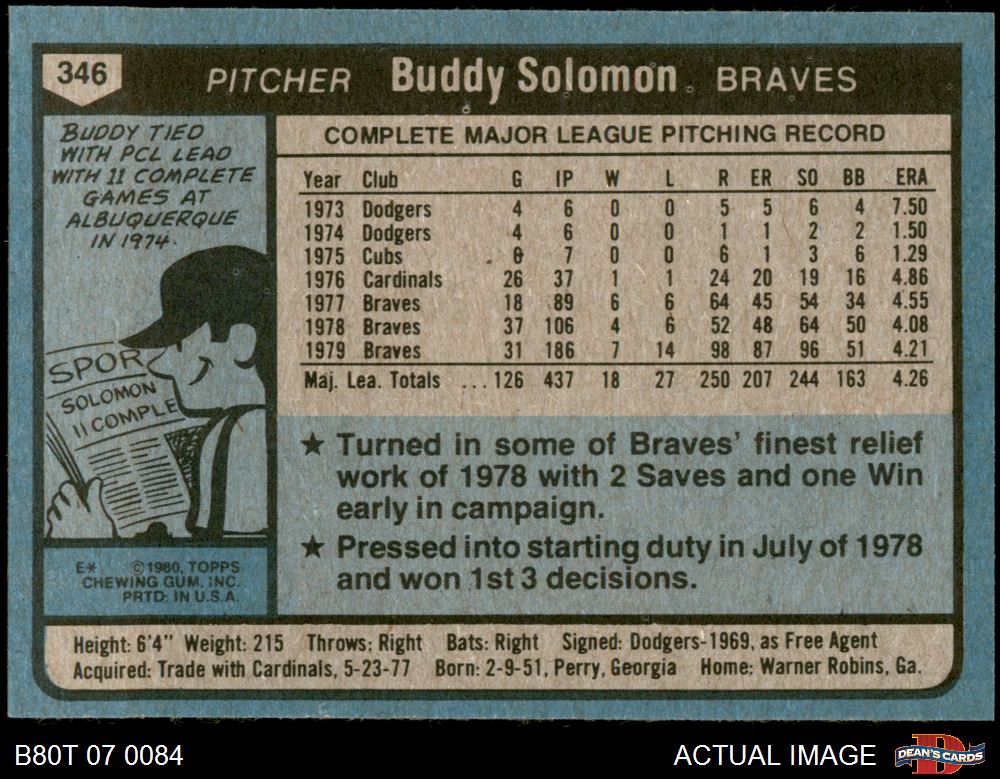 346 PITCHER Buddy Solomon BRAVES
BUDDY TIED
WITH PCL LEAD
WITH 11 COMPLETE
GAMES AT
ALBUQUERQUE
IN 1974.
SPOR
SOLOMON
11 COMPLE
E* ©1980, TOPPS
CHEWING GUM, INC.
PRTD. IN U.S.A.
COMPLETE MAJOR LEAGUE PITCHING RECORD
Year Club G IP W L R ER SO BB ERA
1973 Dodgers 4 6 0 0 5 5 6 4 7.50
1974 Dodgers 4 6 0 0 1 1 2 2 1.50
1975 Cubs 6 7 0 0 6 1 3 6 1.29
1976 Cardinals 26 37 1 1 24 20 19 16 4.86
1977 Braves 18 89 6 6 64 45 54 34 4.55
1978 Braves 37 106 4 6 52 48 64 50 4.08
1979 Braves 31 186 7 14 98 87 96 51 4.21
Maj. Lea. Totals ... 126 437 18 27 250 207 244 163 4.26
★ Turned in some of Braves' finest relief
work of 1978 with 2 Saves and one Win
early in campaign.
★ Pressed into starting duty in July of 1978
and won 1st 3 decisions.
Height: 6'4" Weight: 215 Throws: Right Bats: Right Signed: Dodgers-1969, as Free Agent
Acquired: Trade with Cardinals, 5-23-77 Born: 2-9-51, Perry, Georgia Home: Warner Robins, Ga.
B80T 07 0084 ACTUAL IMAGE D DEAN'S CARDS